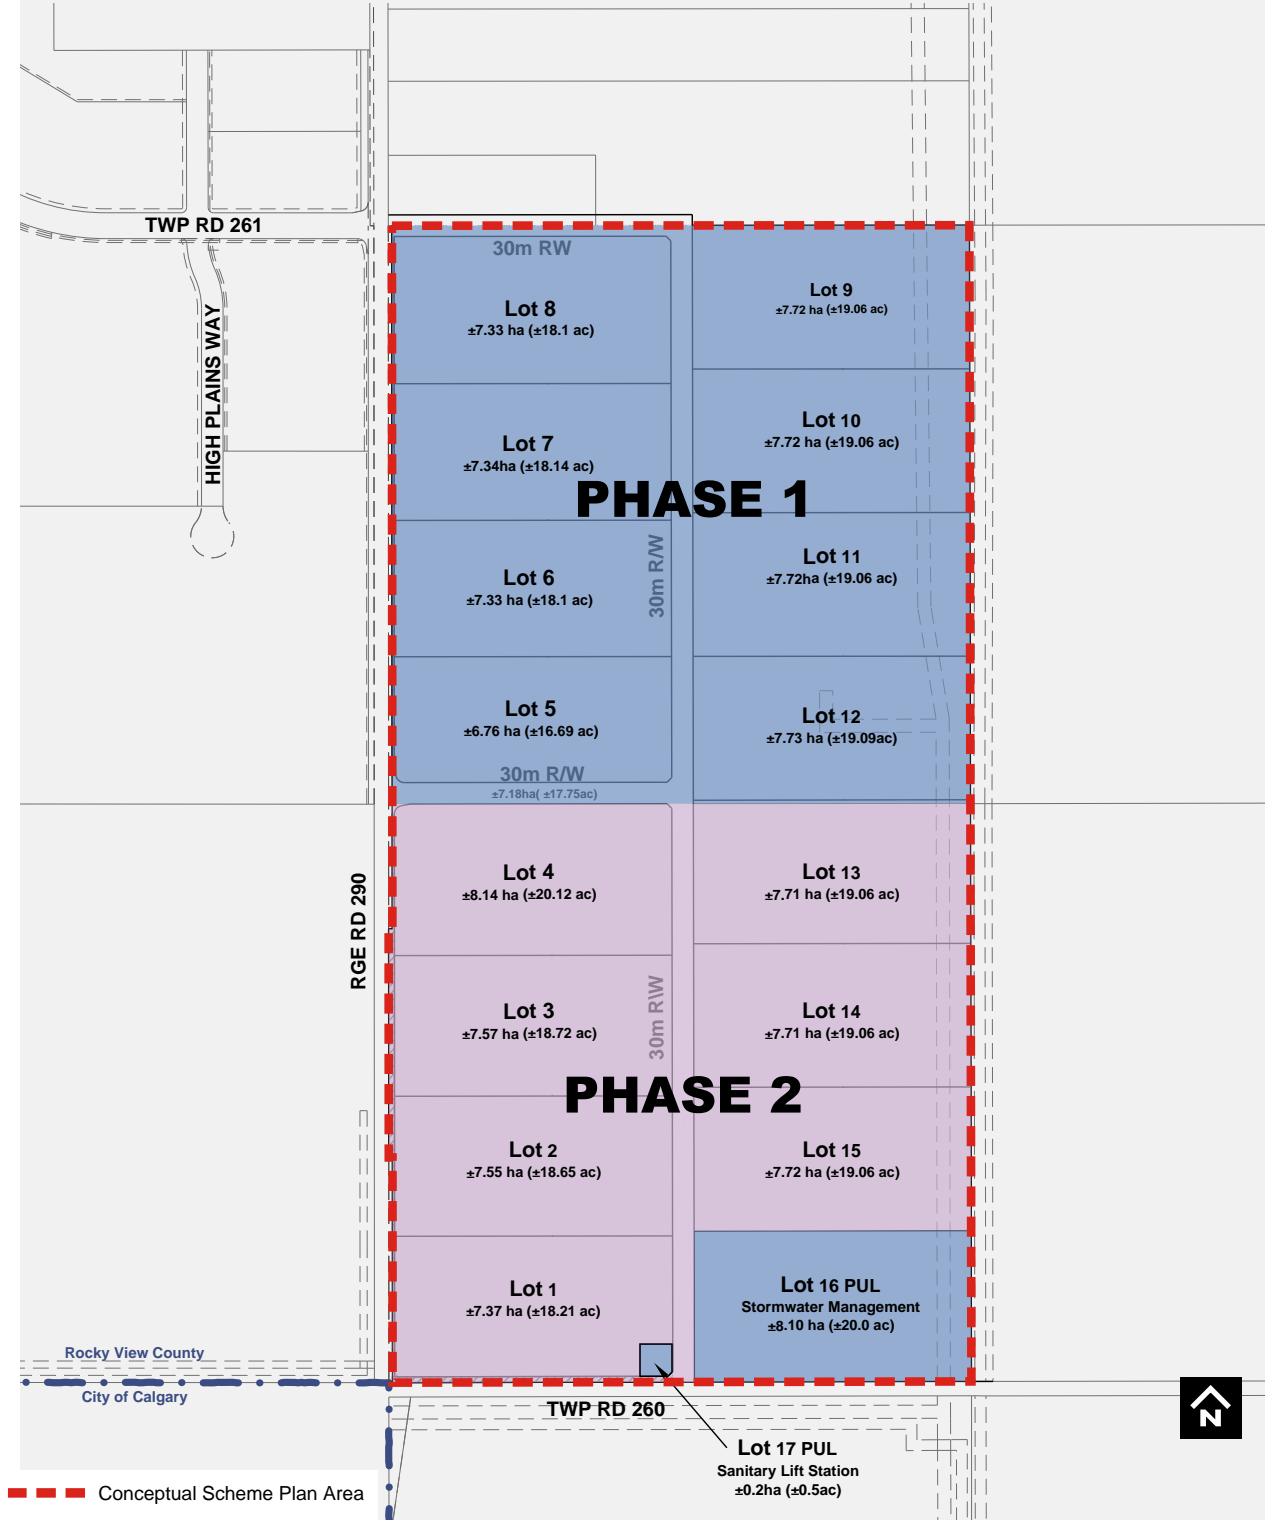 TWP RD 261
HIGH PLAINS WAY
30m RW
Lot 8
±7.33 ha (±18.1 ac)
Lot 9
±7.72 ha (±19.06 ac)
Lot 7
±7.34ha (±18.14 ac)
Lot 10
±7.72 ha (±19.06 ac)
PHASE 1
Lot 6
±7.33 ha (±18.1 ac)
30m R/W
Lot 11
±7.72ha (±19.06 ac)
Lot 5
±6.76 ha (±16.69 ac)
Lot 12
±7.73 ha (±19.09ac)
30m R/W
±7.18ha( ±17.75ac)
RGE RD 290
Lot 4
±8.14 ha (±20.12 ac)
Lot 13
±7.71 ha (±19.06 ac)
Lot 3
±7.57 ha (±18.72 ac)
30m R\W
Lot 14
±7.71 ha (±19.06 ac)
PHASE 2
Lot 2
±7.55 ha (±18.65 ac)
Lot 15
±7.72 ha (±19.06 ac)
Lot 1
±7.37 ha (±18.21 ac)
Lot 16 PUL
Stormwater Management
±8.10 ha (±20.0 ac)
Rocky View County
City of Calgary
TWP RD 260
N
Lot 17 PUL
Sanitary Lift Station
±0.2ha (±0.5ac)
Conceptual Scheme Plan Area